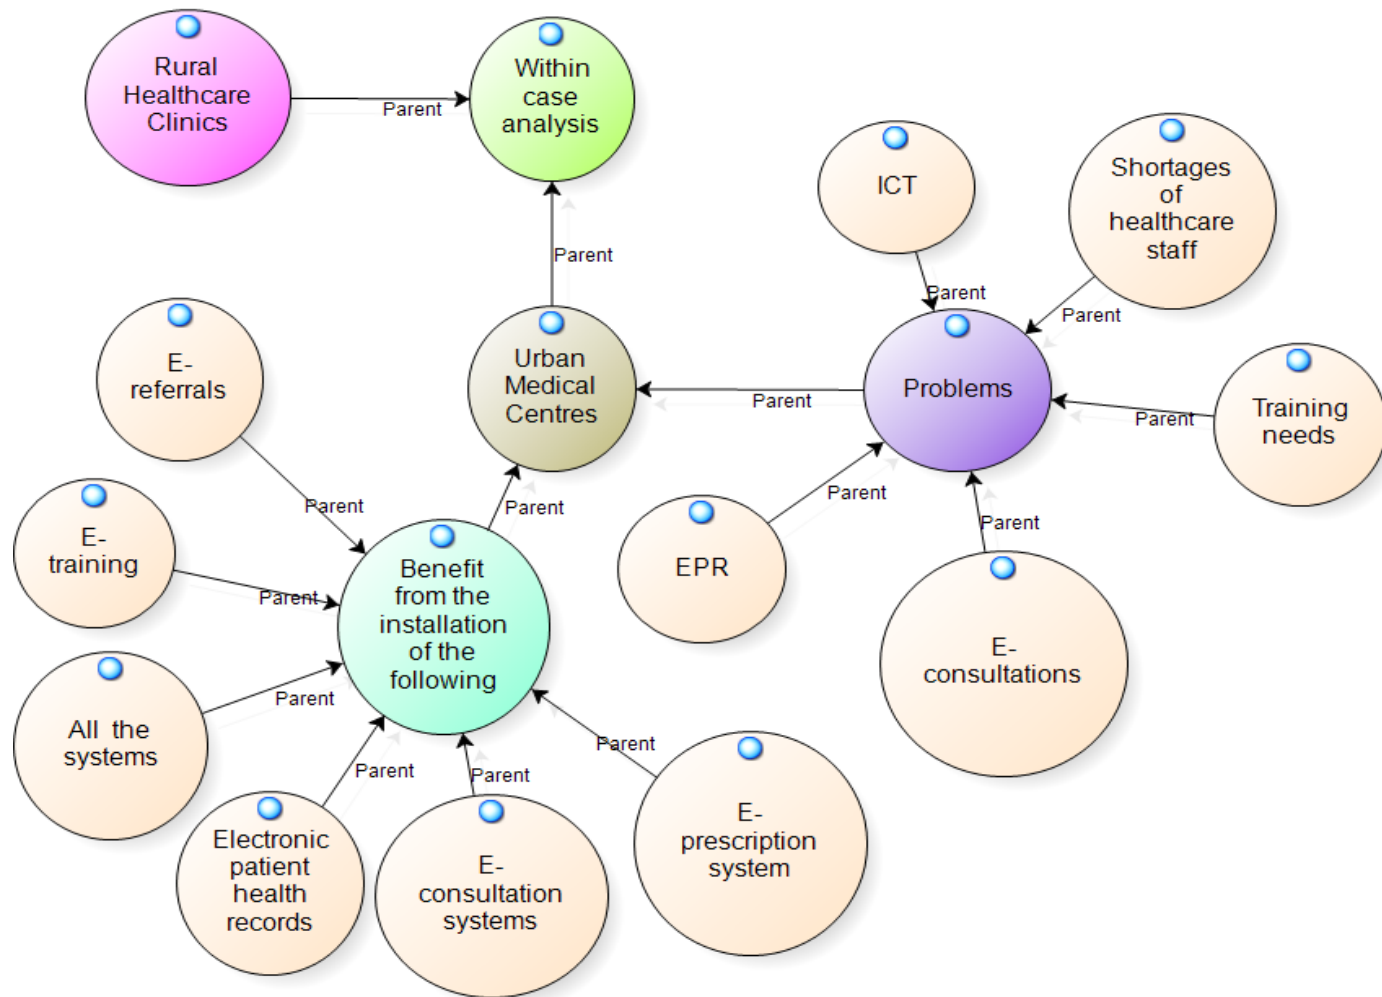 Rural
Healthcare
Clinics
Parent
Within
case
analysis
Parent
ICT
Parent
Shortages
of
healthcare
staff
Parent
E-
referrals
Parent
Urban
Medical
Centres
Parent
Problems
Parent
Training
needs
Parent
E-
training
Parent
Benefit
from the
installation
of the
following
EPR
Parent
Parent
E-
consultations
All the
systems
Parent
Electronic
patient
health
records
Parent
E-
consultation
systems
Parent
Parent
E-
prescription
system